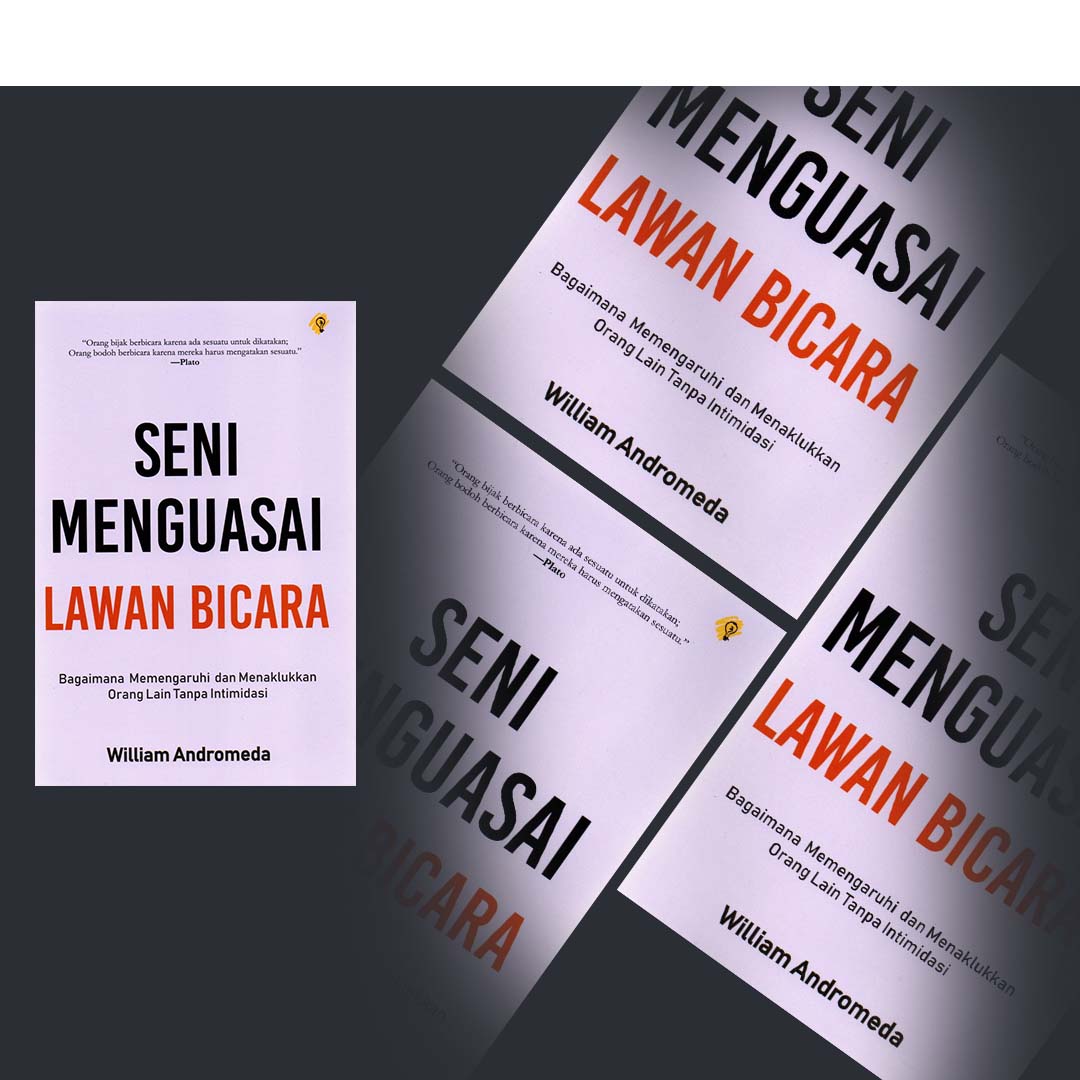 “Orang bijak berbicara karena ada sesuatu untuk dikatakan;
Orang bodoh berbicara karena mereka harus mengatakan sesuatu.”
—Plato
SENI
MENGUASAI
LAWAN BICARA
Bagaimana Memengaruhi dan Menaklukkan
Orang Lain Tanpa Intimidasi
William Andromeda
SENI
MENGUASAI
LAWAN BICARA
Bagaimana Memengaruhi dan Menaklukkan
Orang Lain Tanpa Intimidasi
William Andromeda
“Orang bijak berbicara karena ada sesuatu untuk dikatakan;
Orang bodoh berbicara karena mereka harus mengatakan sesuatu.”
—Plato
SENI
NGUASAI
BICARA
SEN
MENGUAS
LAWAN BICARA
Bagaimana Memengaruhi dan Menaklukkan
Orang Lain Tanpa Intimidasi
William Andromeda